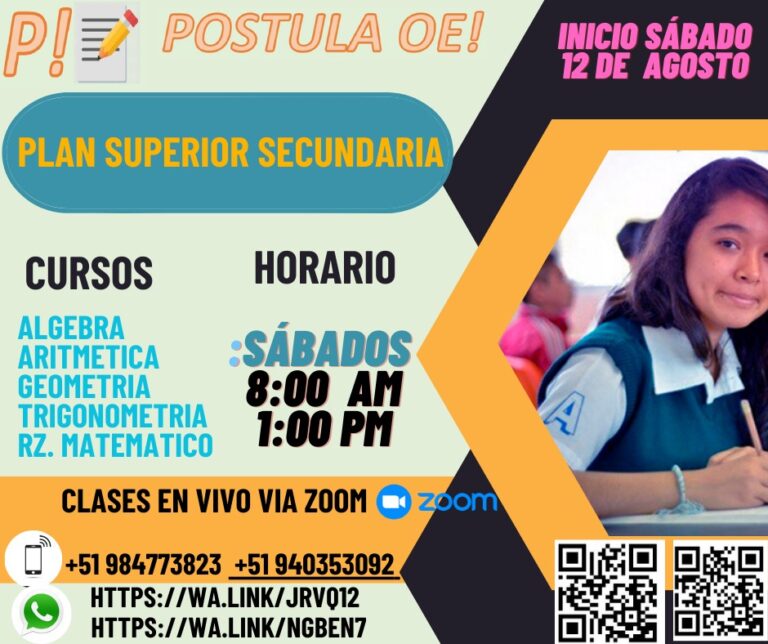 P!
POSTULA OE!
INICIO SÁBADO
12 DE AGOSTO
PLAN SUPERIOR SECUNDARIA
CURSOS
ALGEBRA
ARITMETICA
GEOMETRIA
TRIGONOMETRIA
RZ. MATEMATICO
HORARIO
:SÁBADOS
8:00 AM
1:00 PM
A
CLASES EN VIVO VIA ZOOM zoom
+51 984773823 +51 940353092
HTTPS://WA.LINK/JRVQ12
HTTPS://WA.LINK/NGBEN7